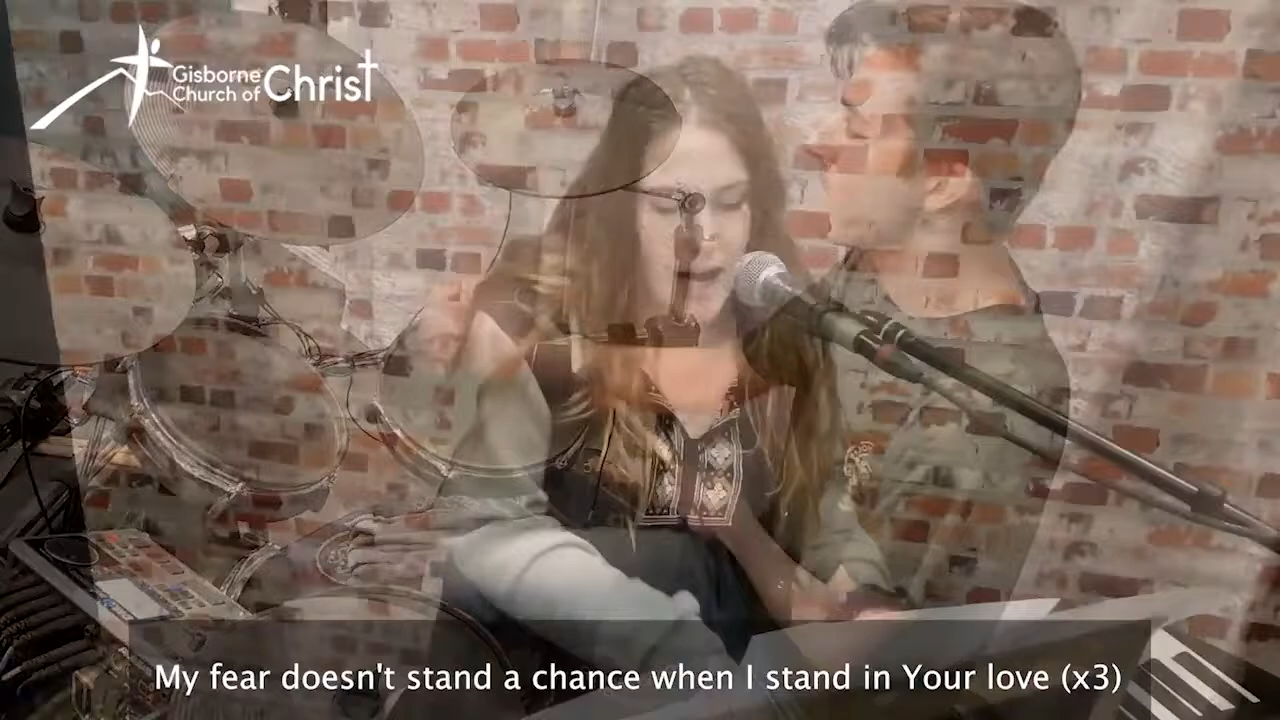 Gisborne
Church of Christ
My fear doesn't stand a chance when I stand in Your love (x3)